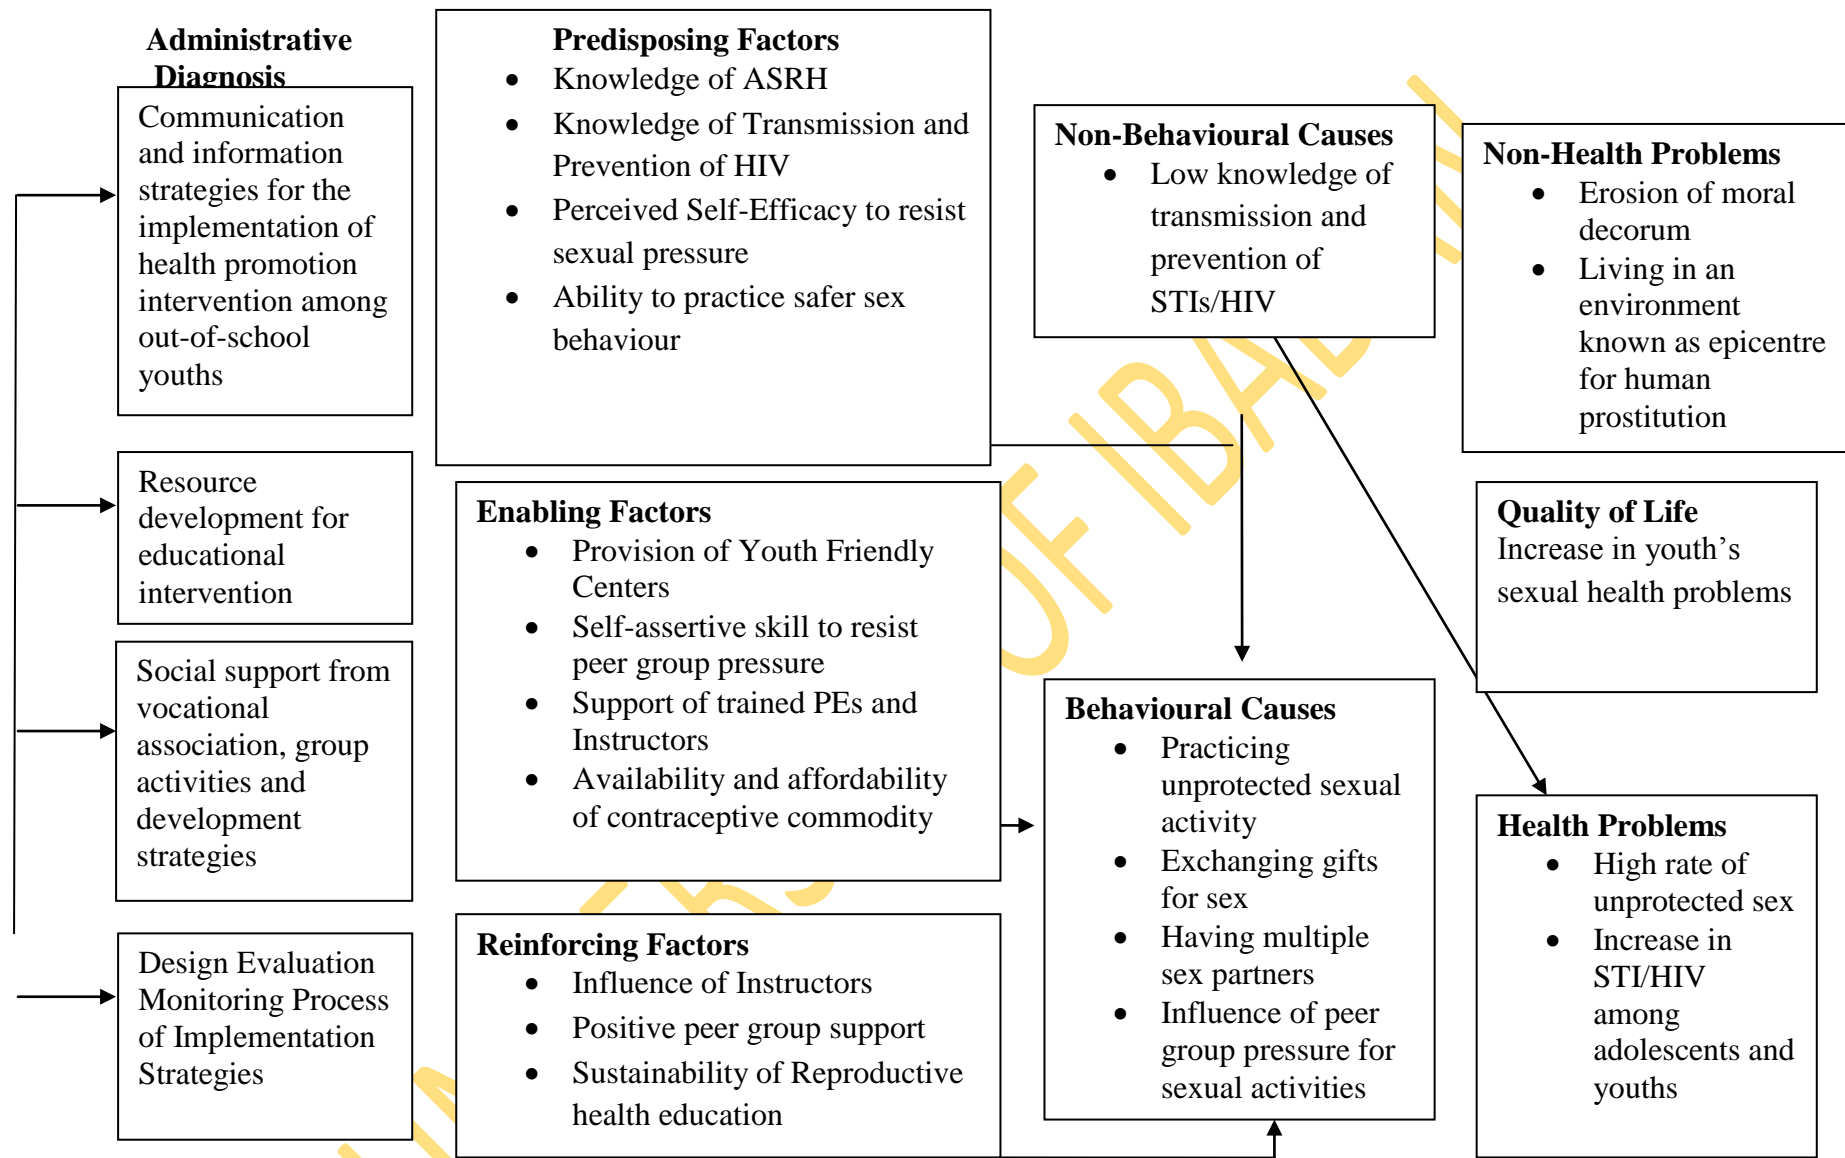 Administrative
Diagnosis
Communication
and information
strategies for the
implementation of
health promotion
intervention among
out-of-school
youths
Resource
development for
educational
intervention
Social support from
vocational
association, group
activities and
development
strategies
Design Evaluation
Monitoring Process
of Implementation
Strategies
Predisposing Factors
• Knowledge of ASRH
• Knowledge of Transmission and
Prevention of HIV
• Perceived Self-Efficacy to resist
sexual pressure
• Ability to practice safer sex
behaviour
Enabling Factors
• Provision of Youth Friendly
Centers
• Self-assertive skill to resist
peer group pressure
• Support of trained PEs and
Instructors
• Availability and affordability
of contraceptive commodity
Reinforcing Factors
• Influence of Instructors
• Positive peer group support
• Sustainability of Reproductive
health education
Non-Behavioural Causes
• Low knowledge of
transmission and
prevention of
STIs/HIV
Behavioural Causes
• Practicing
unprotected sexual
activity
• Exchanging gifts
for sex
• Having multiple
sex partners
• Influence of peer
group pressure for
sexual activities
Non-Health Problems
• Erosion of moral
decorum
• Living in an
environment
known as epicentre
for human
prostitution
Quality of Life
Increase in youth's
sexual health problems
Health Problems
• High rate of
unprotected sex
• Increase in
STI/HIV
among
adolescents and
youths
OF